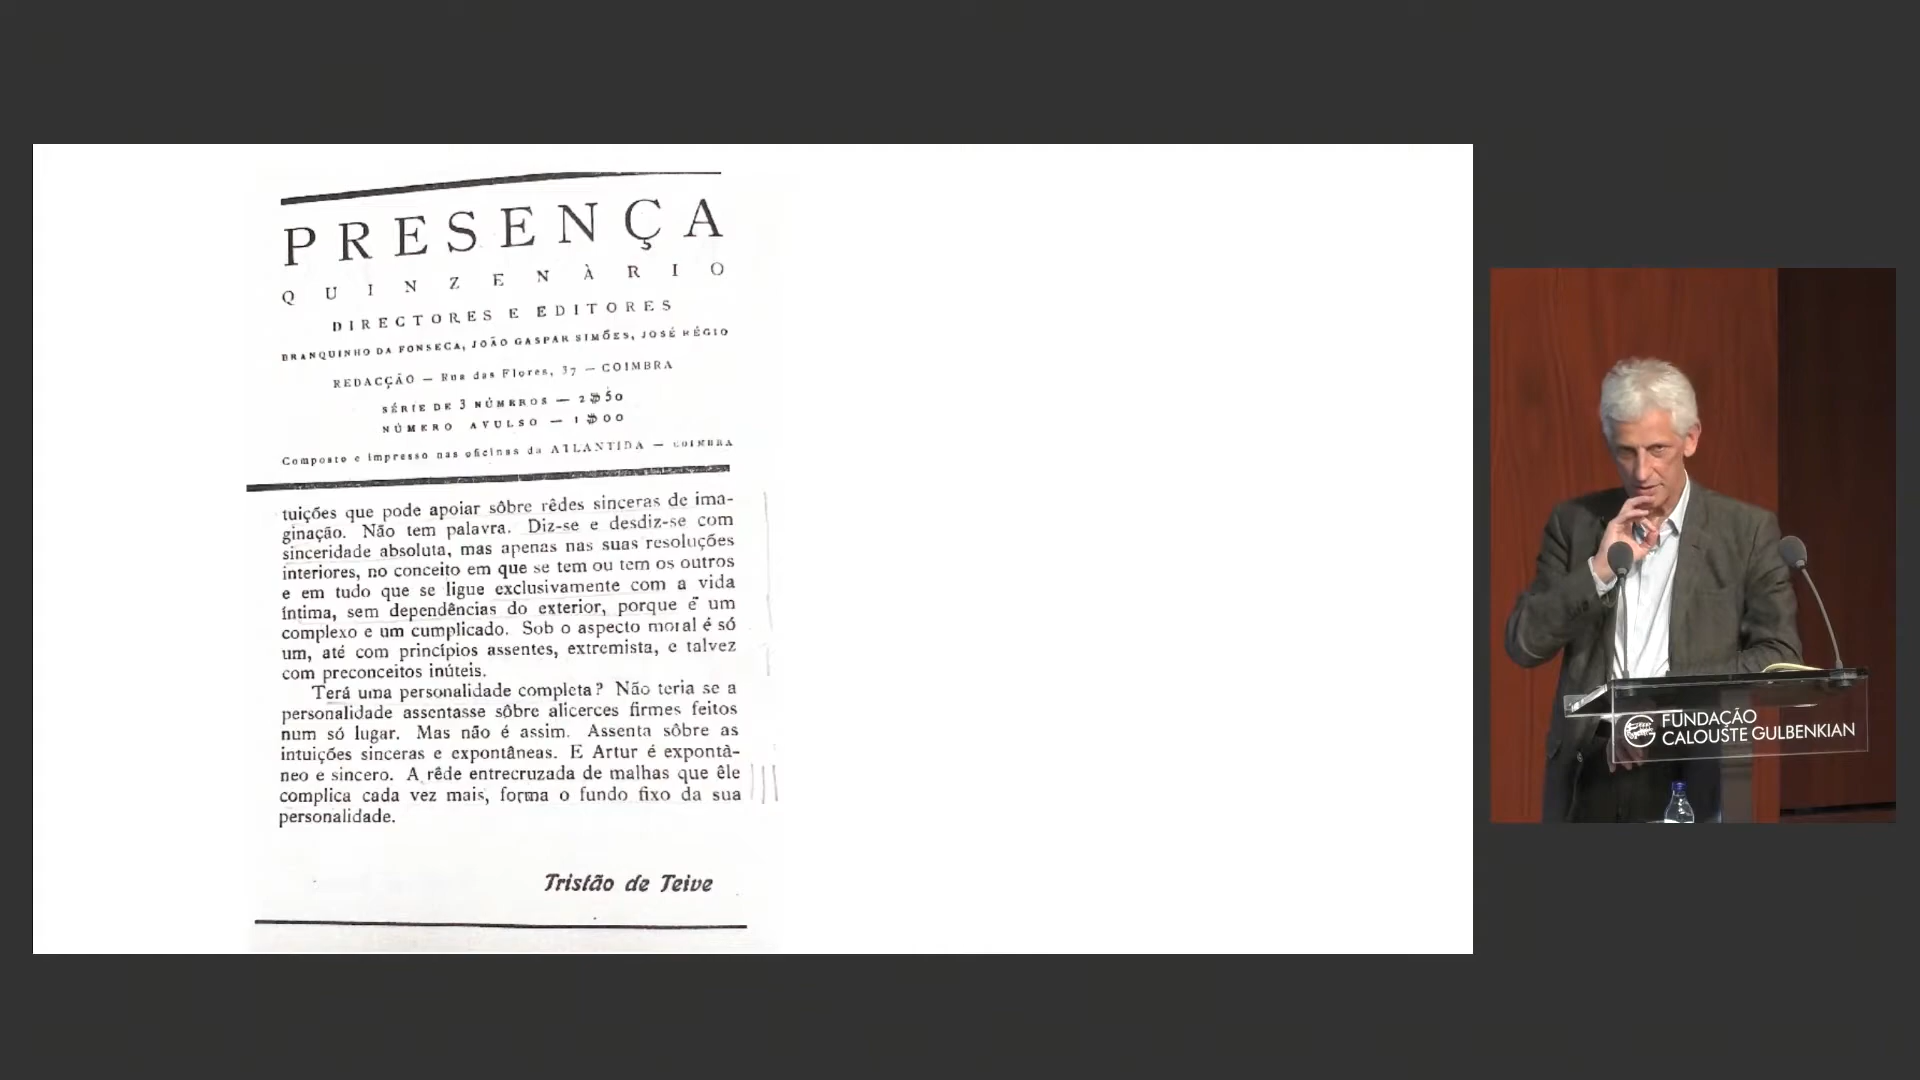 PRESENÇA
QUINZENÀRIO
DIRECTORES E EDITORES
BRANQUINHO DA FONSECA, JOÃO GASPAR SIMÕES, JOSÉ RÉGIO
REDACÇÃO — Rua das Flores, 37 — COIMBRA
SÉRIE DE 3 NÚMEROS — 2$50
NÚMERO AVULSO — 1$00
Composto e impresso nas oficinas da ATLANTIDA — COIMBRA
tuições que pode apoiar sôbre rêdes sinceras de ima-
ginação. Não tem palavra. Diz-se e desdiz-se com
sinceridade absoluta, mas apenas nas suas resoluções
interiores, no conceito em que se tem ou tem os outros
e em tudo que se ligue exclusivamente com a vida
íntima, sem dependências do exterior, porque é um
complexo e um cumplicado. Sob o aspecto moral é só
um, até com princípios assentes, extremista, e talvez
com preconceitos inúteis.
Terá uma personalidade completa? Não teria se a
personalidade assentasse sôbre alicerces firmes feitos
num só lugar. Mas não é assim. Assenta sôbre as
intuições sinceras e expontâneas. E Artur é expontâ-
neo e sincero. A rêde entrecruzada de malhas que êle
complica cada vez mais, forma o fundo fixo da sua
personalidade.
Tristão de Teive
FUNDAÇÃO
CALOUSTE GULBENKIAN